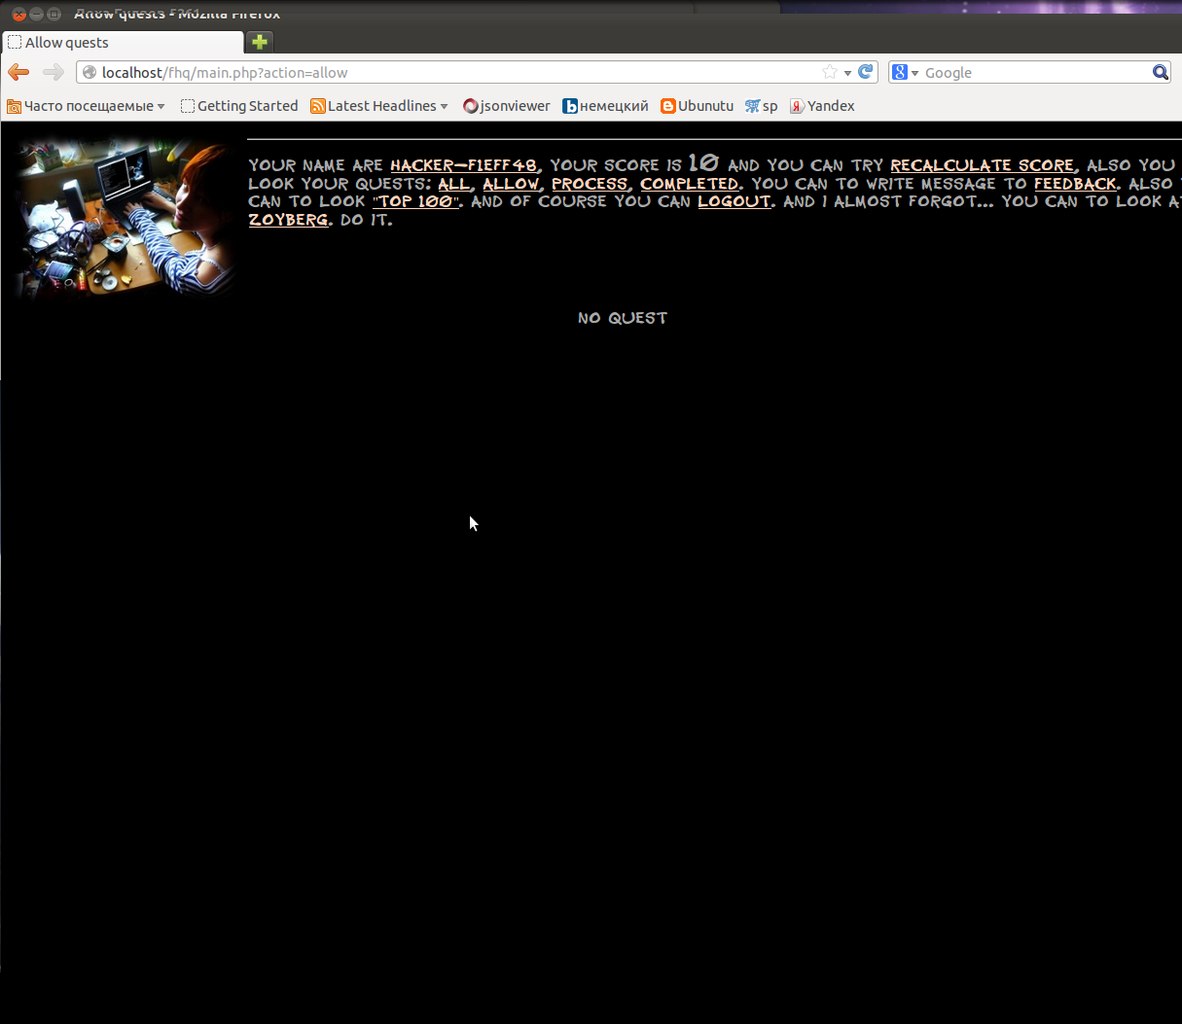 Allow quests - Mozilla Firefox
Allow quests
localhost/fhq/main.php?action=allow
Google
Часто посещаемые
Getting Started
Latest Headlines
jsonviewer
немецкий
Ubunutu
sp
Yandex
YOUR NAME ARE HACKER-F1EFF48, YOUR SCORE IS 10 AND YOU CAN TRY RECALCULATE SCORE, ALSO YOU
LOOK YOUR QUESTS: ALL, ALLOW, PROCESS, COMPLETED. YOU CAN TO WRITE MESSAGE TO FEEDBACK. ALSO
CAN TO LOOK "TOP 100". AND OF COURSE YOU CAN LOGOUT. AND I ALMOST FORGOT... YOU CAN TO LOOK
ZOYBERG. DO IT.
NO QUEST